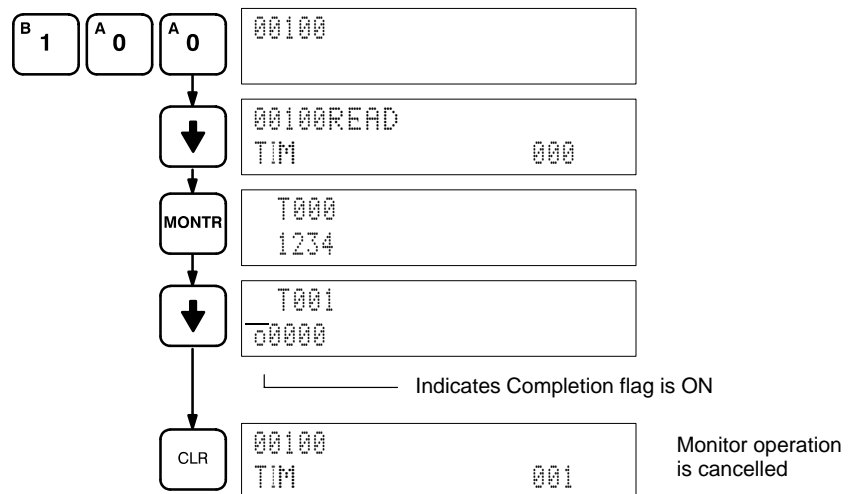 B 1 A 0 A 0 00100
00100READ
TIM 000
MONTR T000
1234
T001
o0000
Indicates Completion flag is ON
CLR 00100
TIM 001
Monitor operation
is cancelled